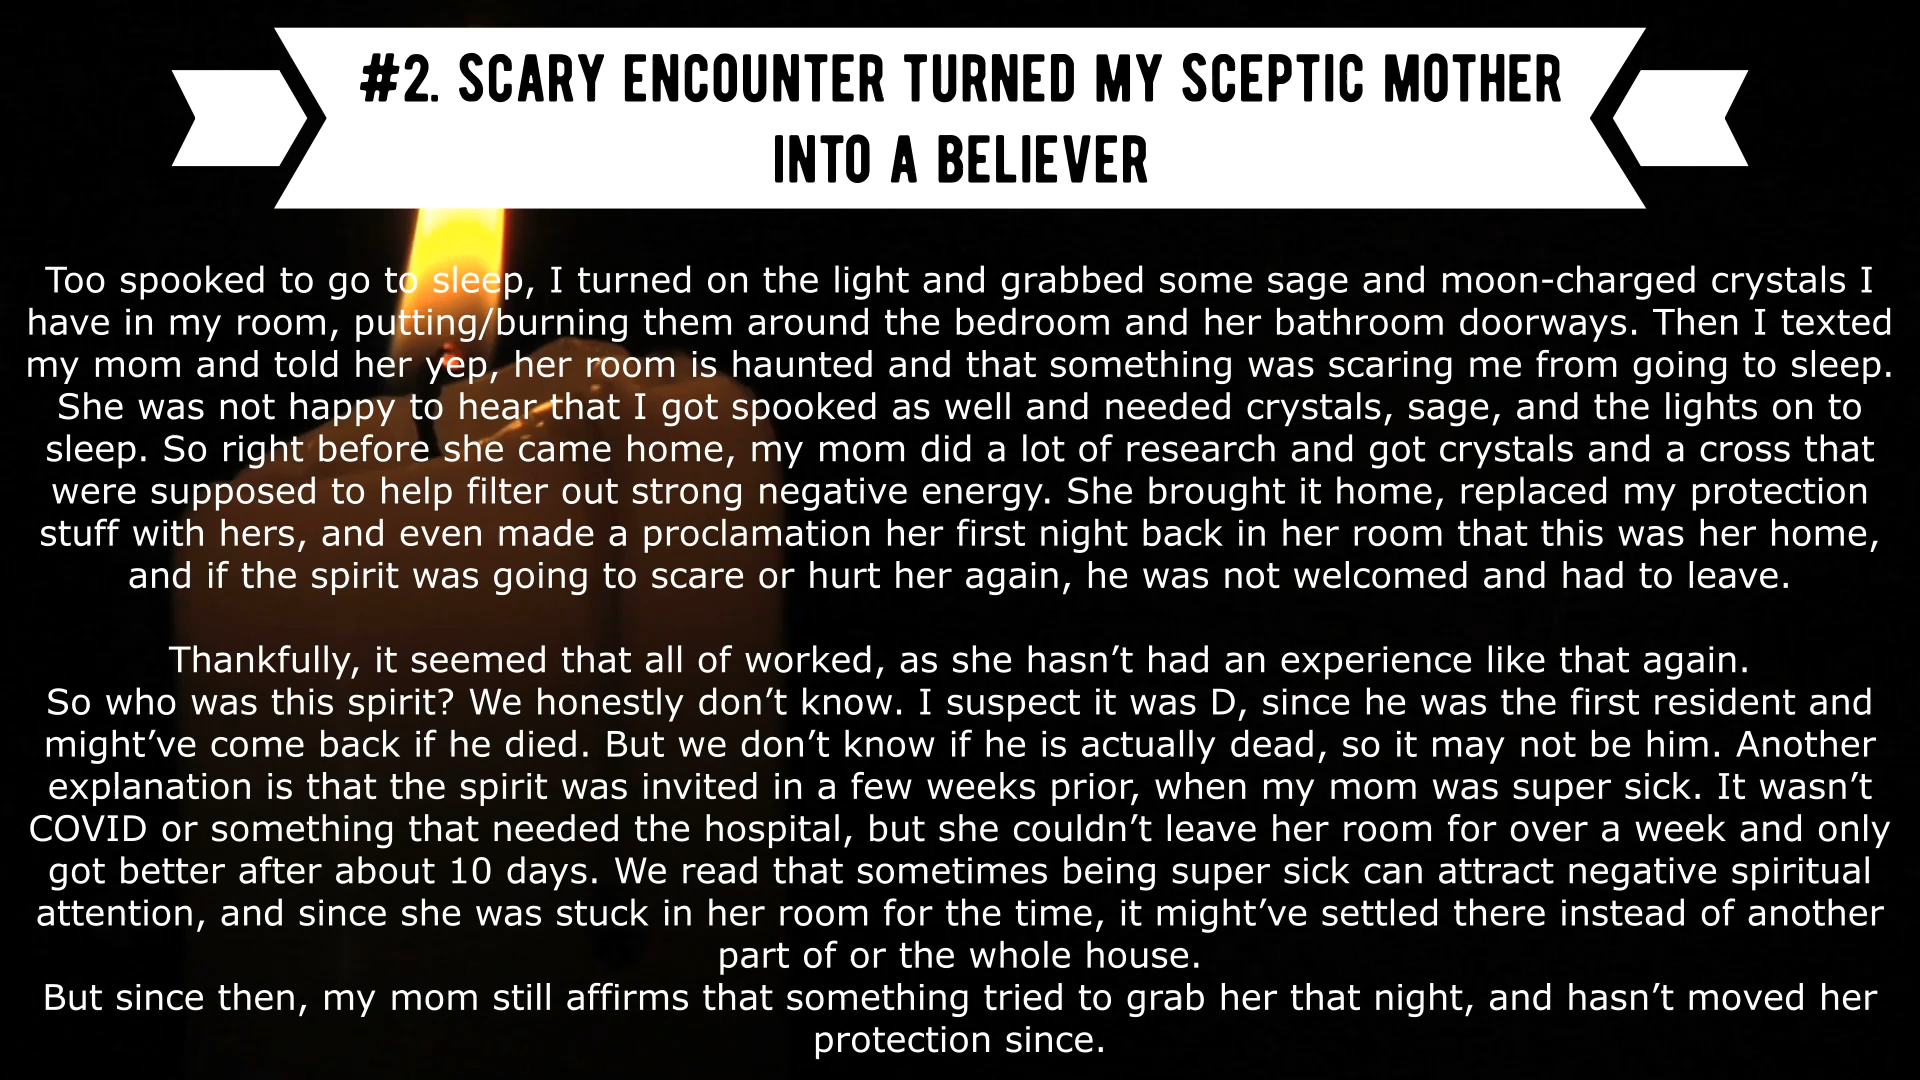 #2. SCARY ENCOUNTER TURNED MY SCEPTIC MOTHER
INTO A BELIEVER
Too spooked to go to sleep, I turned on the light and grabbed some sage and moon-charged crystals I
have in my room, putting/burning them around the bedroom and her bathroom doorways. Then I texted
my mom and told her yep, her room is haunted and that something was scaring me from going to sleep.
She was not happy to hear that I got spooked as well and needed crystals, sage, and the lights on to
sleep. So right before she came home, my mom did a lot of research and got crystals and a cross that
were supposed to help filter out strong negative energy. She brought it home, replaced my protection
stuff with hers, and even made a proclamation her first night back in her room that this was her home,
and if the spirit was going to scare or hurt her again, he was not welcomed and had to leave.
Thankfully, it seemed that all of worked, as she hasn’t had an experience like that again.
So who was this spirit? We honestly don’t know. I suspect it was D, since he was the first resident and
might’ve come back if he died. But we don’t know if he is actually dead, so it may not be him. Another
explanation is that the spirit was invited in a few weeks prior, when my mom was super sick. It wasn’t
COVID or something that needed the hospital, but she couldn’t leave her room for over a week and only
got better after about 10 days. We read that sometimes being super sick can attract negative spiritual
attention, and since she was stuck in her room for the time, it might’ve settled there instead of another
part of or the whole house.
But since then, my mom still affirms that something tried to grab her that night, and hasn’t moved her
protection since.